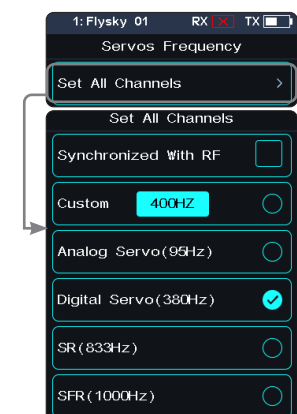 1: Flysky 01 RX TX
Servos Frequency
Set All Channels >
Set All Channels
Synchronized With RF
Custom 400HZ
Analog Servo(95Hz)
Digital Servo(380Hz)
SR(833Hz)
SFR(1000Hz)